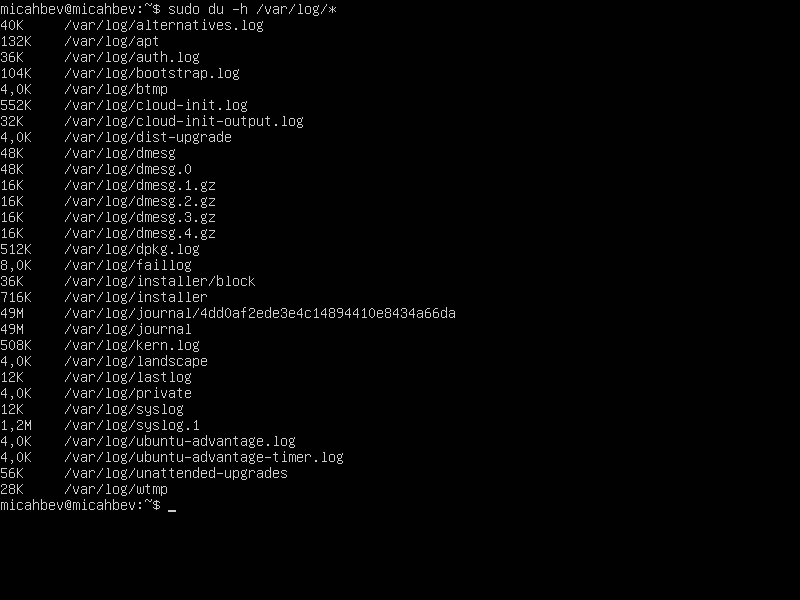 micahbev@micahbev:~$ sudo du -h /var/log/*
40K /var/log/alternatives.log
132K /var/log/apt
36K /var/log/auth.log
104K /var/log/bootstrap.log
4,0K /var/log/btmp
552K /var/log/cloud-init.log
32K /var/log/cloud-init-output.log
4,0K /var/log/dist-upgrade
48K /var/log/dmesg
48K /var/log/dmesg.0
16K /var/log/dmesg.1.gz
16K /var/log/dmesg.2.gz
16K /var/log/dmesg.3.gz
16K /var/log/dmesg.4.gz
512K /var/log/dpkg.log
8,0K /var/log/faillog
36K /var/log/installer/block
716K /var/log/installer
49M /var/log/journal/4dd0af2ede3e4c14894410e8434a66da
49M /var/log/journal
508K /var/log/kern.log
4,0K /var/log/landscape
12K /var/log/lastlog
4,0K /var/log/private
12K /var/log/syslog
1,2M /var/log/syslog.1
4,0K /var/log/ubuntu-advantage.log
4,0K /var/log/ubuntu-advantage-timer.log
56K /var/log/unattended-upgrades
28K /var/log/wtmp
micahbev@micahbev:~$ _